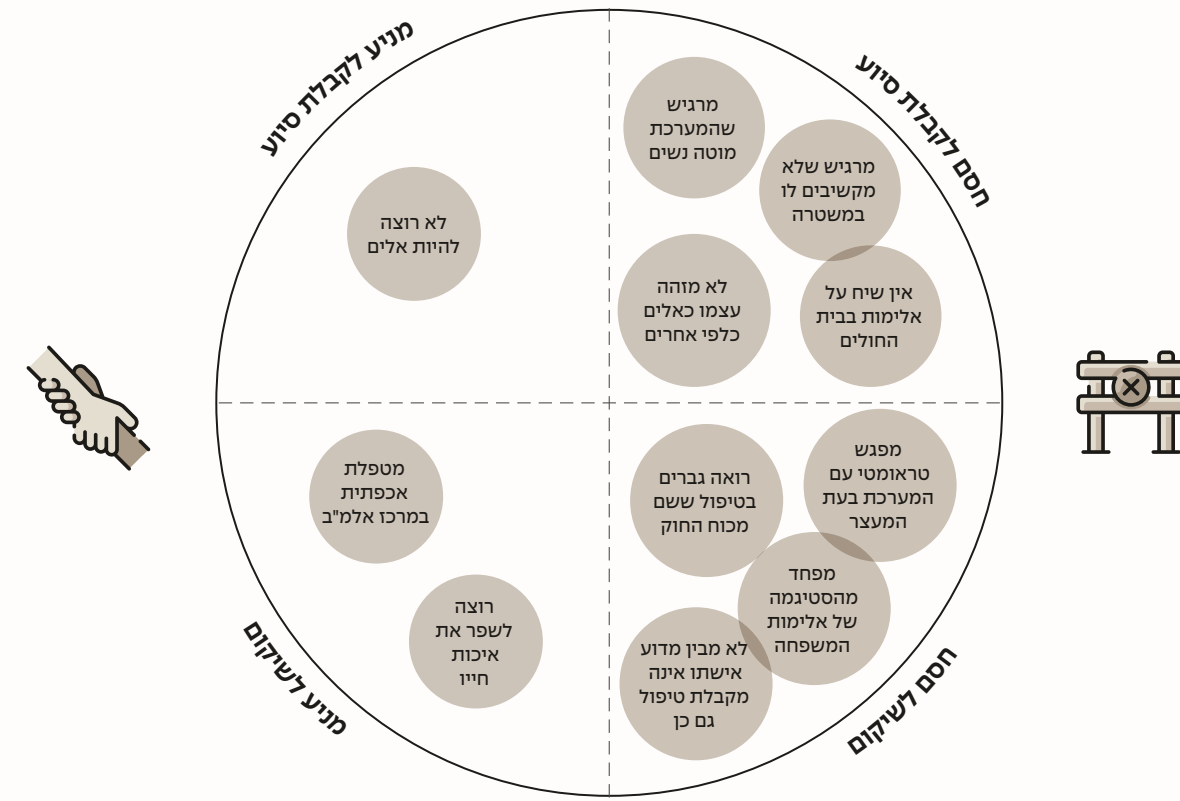 חסם לקבלת סיוע
מרגיש
שהמערכת
מוטה נשים
מרגיש שלא
מקשיבים לו
במשטרה
לא מזהה
עצמו כאלים
כלפי אחרים
אין שיח על
אלימות בבית
החולים
מניע לקבלת סיוע
לא רוצה
להיות אלים
חסם לשיקום
מפגש
טראומטי עם
המערכת בעת
המעצר
רואה גברים
בטיפול ששם
מכוח החוק
מפחד
מהסטיגמה
של אלימות
המשפחה
לא מבין מדוע
אישתו אינה
מקבלת טיפול
גם כן
מניע לשיקום
מטפלת
אכפתית
במרכז אלמ"ב
רוצה
לשפר את
איכות
חייו